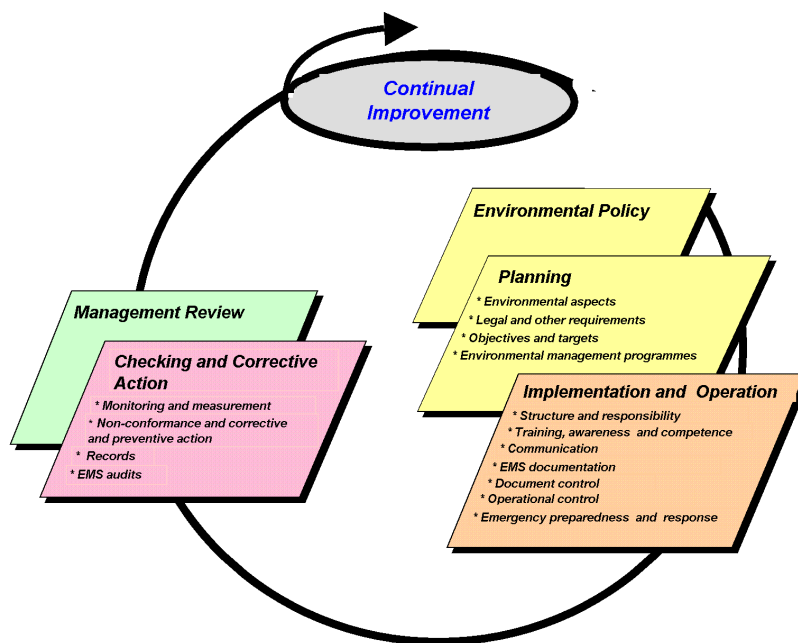 Continual
Improvement
Environmental Policy
Planning
* Environmental aspects
* Legal and other requirements
* Objectives and targets
* Environmental management programmes
Implementation and Operation
* Structure and responsibility
* Training, awareness and competence
* Communication
* EMS documentation
* Document control
* Operational control
* Emergency preparedness and response
Management Review
Checking and Corrective
Action
* Monitoring and measurement
* Non-conformance and corrective
and preventive action
* Records
* EMS audits